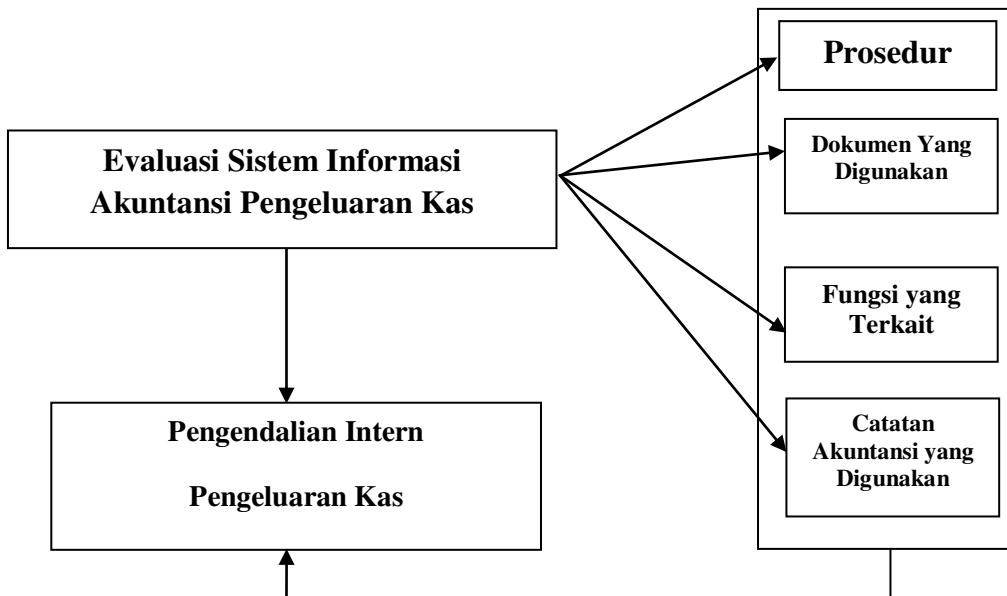 Prosedur
Evaluasi Sistem Informasi
Akuntansi Pengeluaran Kas
Dokumen Yang
Digunakan
Fungsi yang
Terkait
Pengendalian Intern
Pengeluaran Kas
Catatan
Akuntansi yang
Digunakan